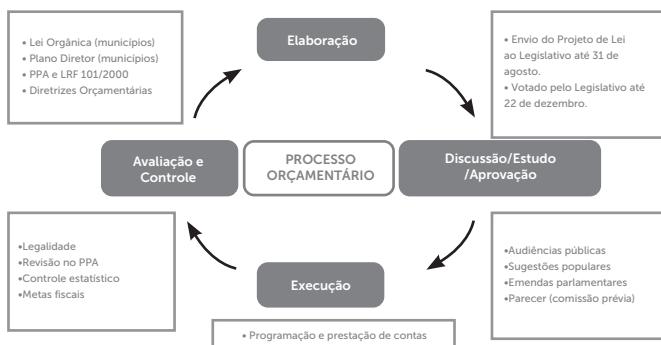 • Lei Orgânica (municípios)
• Plano Diretor (municípios)
• PPA e LRF 101/2000
• Diretrizes Orçamentárias
Elaboração
• Envio do Projeto de Lei
ao Legislativo até 31 de
agosto.
• Votado pelo Legislativo até
22 de dezembro.
Avaliação e
Controle
PROCESSO
ORÇAMENTÁRIO
Discussão/Estudo
/Aprovação
•Legalidade
•Revisão no PPA
•Controle estatístico
•Metas fiscais
Execução
•Audiências públicas
•Sugestões populares
•Emendas parlamentares
•Parecer (comissão prévia)
• Programação e prestação de contas